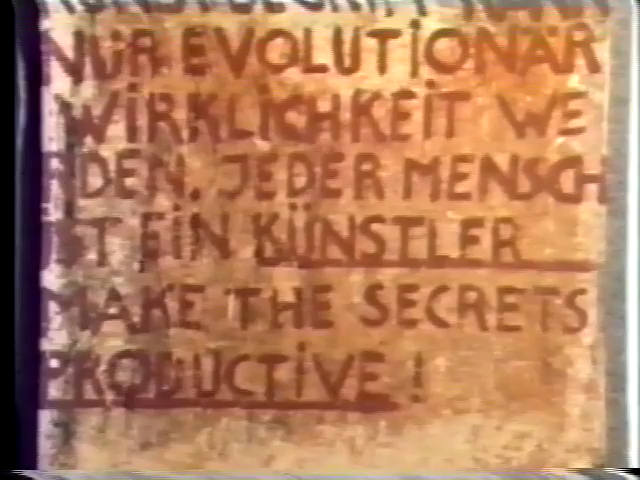 NUR EVOLUTIONÄR
WiRKLiCHKEiT WE
RDEN. JEDER MENSCH
iST EiN KÜNSTLER
MAKE THE SECRETS
PRODUCTiVE !